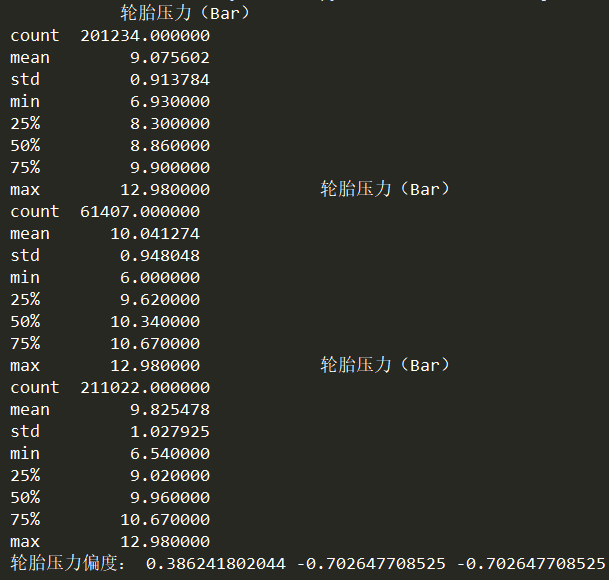 轮胎压力（Bar）
count 201234.000000
mean 9.075602
std 0.913784
min 6.930000
25% 8.300000
50% 8.860000
75% 9.900000
max 12.980000 轮胎压力（Bar）
count 61407.000000
mean 10.041274
std 0.948048
min 6.000000
25% 9.620000
50% 10.340000
75% 10.670000
max 12.980000 轮胎压力（Bar）
count 211022.000000
mean 9.825478
std 1.027925
min 6.540000
25% 9.020000
50% 9.960000
75% 10.670000
max 12.980000
轮胎压力偏度： 0.386241802044 -0.702647708525 -0.702647708525